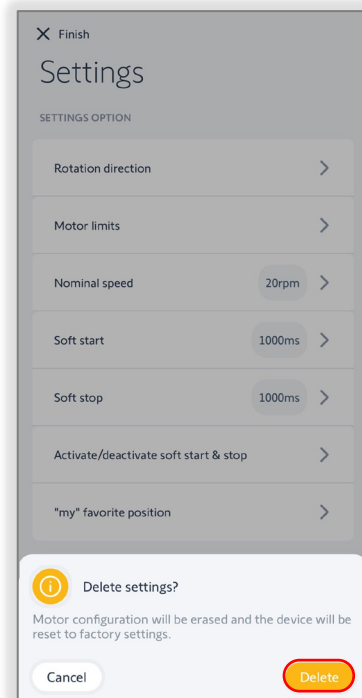 Finish
Settings
SETTINGS OPTION
Rotation direction
Motor limits
Nominal speed 20rpm
Soft start 1000ms
Soft stop 1000ms
Activate/deactivate soft start & stop
"my" favorite position
Delete settings?
Motor configuration will be erased and the device will be
reset to factory settings.
Cancel Delete